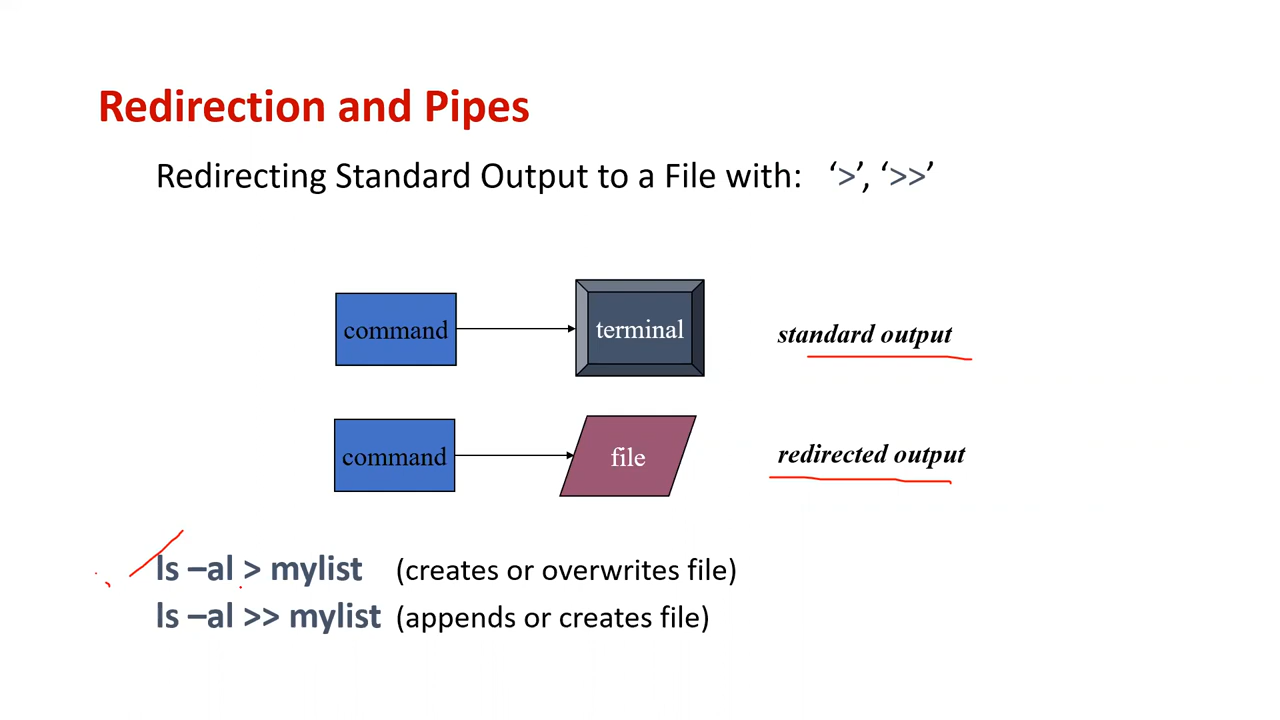 Redirection and Pipes
Redirecting Standard Output to a File with: ‘>’, ‘>>’
command
terminal
standard output
command
file
redirected output
ls –al > mylist (creates or overwrites file)
ls –al >> mylist (appends or creates file)